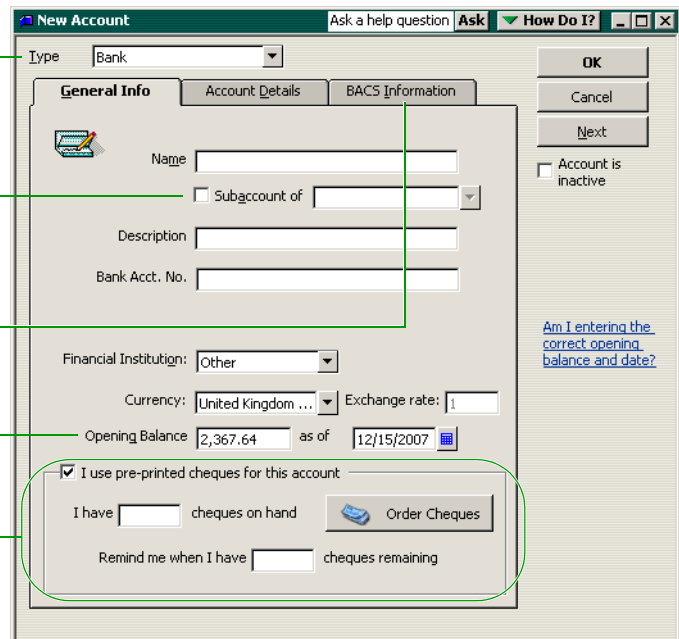 New Account
Ask a help question Ask How Do I?
Type Bank
OK
General Info Account Details BACS Information
Cancel
Next
Name
Account is
inactive
Subaccount of
Description
Bank Acct. No.
Am I entering the
correct opening
balance and date?
Financial Institution: Other
Currency: United Kingdom ... Exchange rate: 1
Opening Balance 2,367.64 as of 12/15/2007
I use pre-printed cheques for this account
I have cheques on hand Order Cheques
Remind me when I have cheques remaining